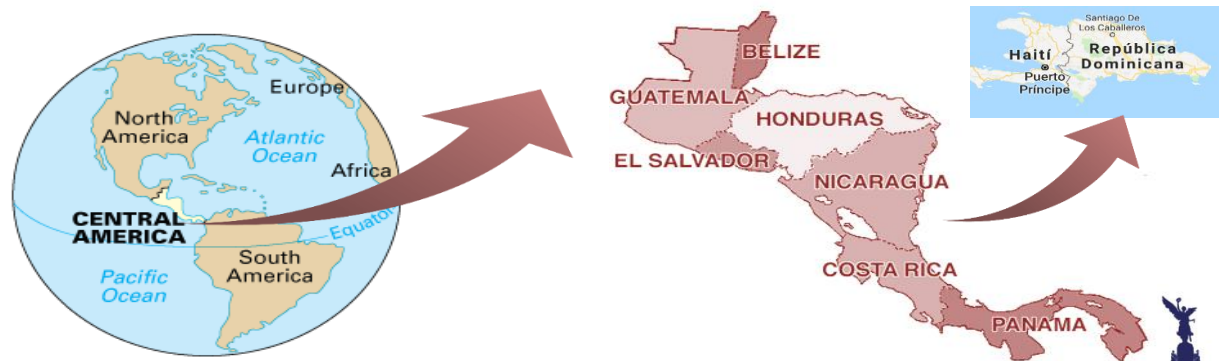 North
America
Europe
Atlantic
Ocean
Africa
CENTRAL
AMERICA
Equator
South
America
Pacific
Ocean
BELIZE
GUATEMALA
HONDURAS
EL SALVADOR
NICARAGUA
COSTA RICA
PANAMA
Santiago De
Los Caballeros
Haití
República
Dominicana
Puerto
Príncipe